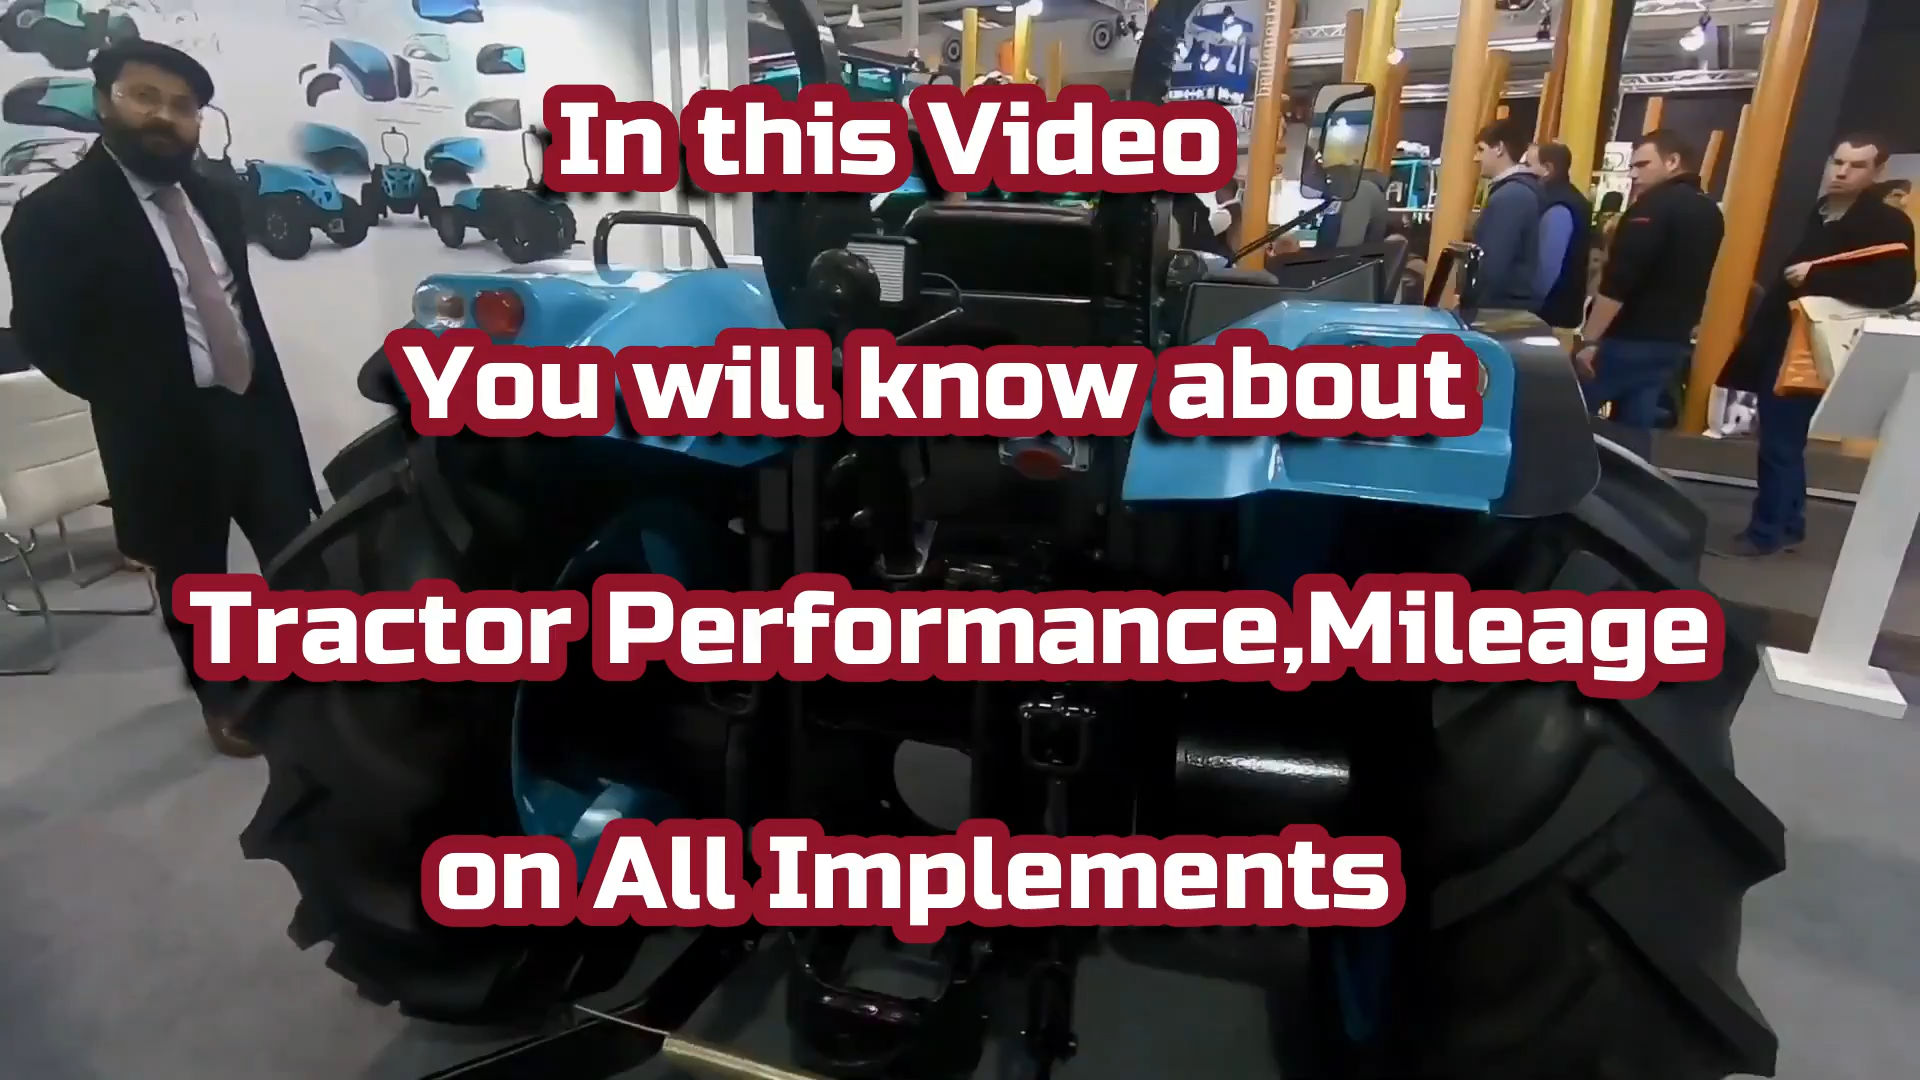 In this Video
You will know about
Tractor Performance,Mileage
on All Implements